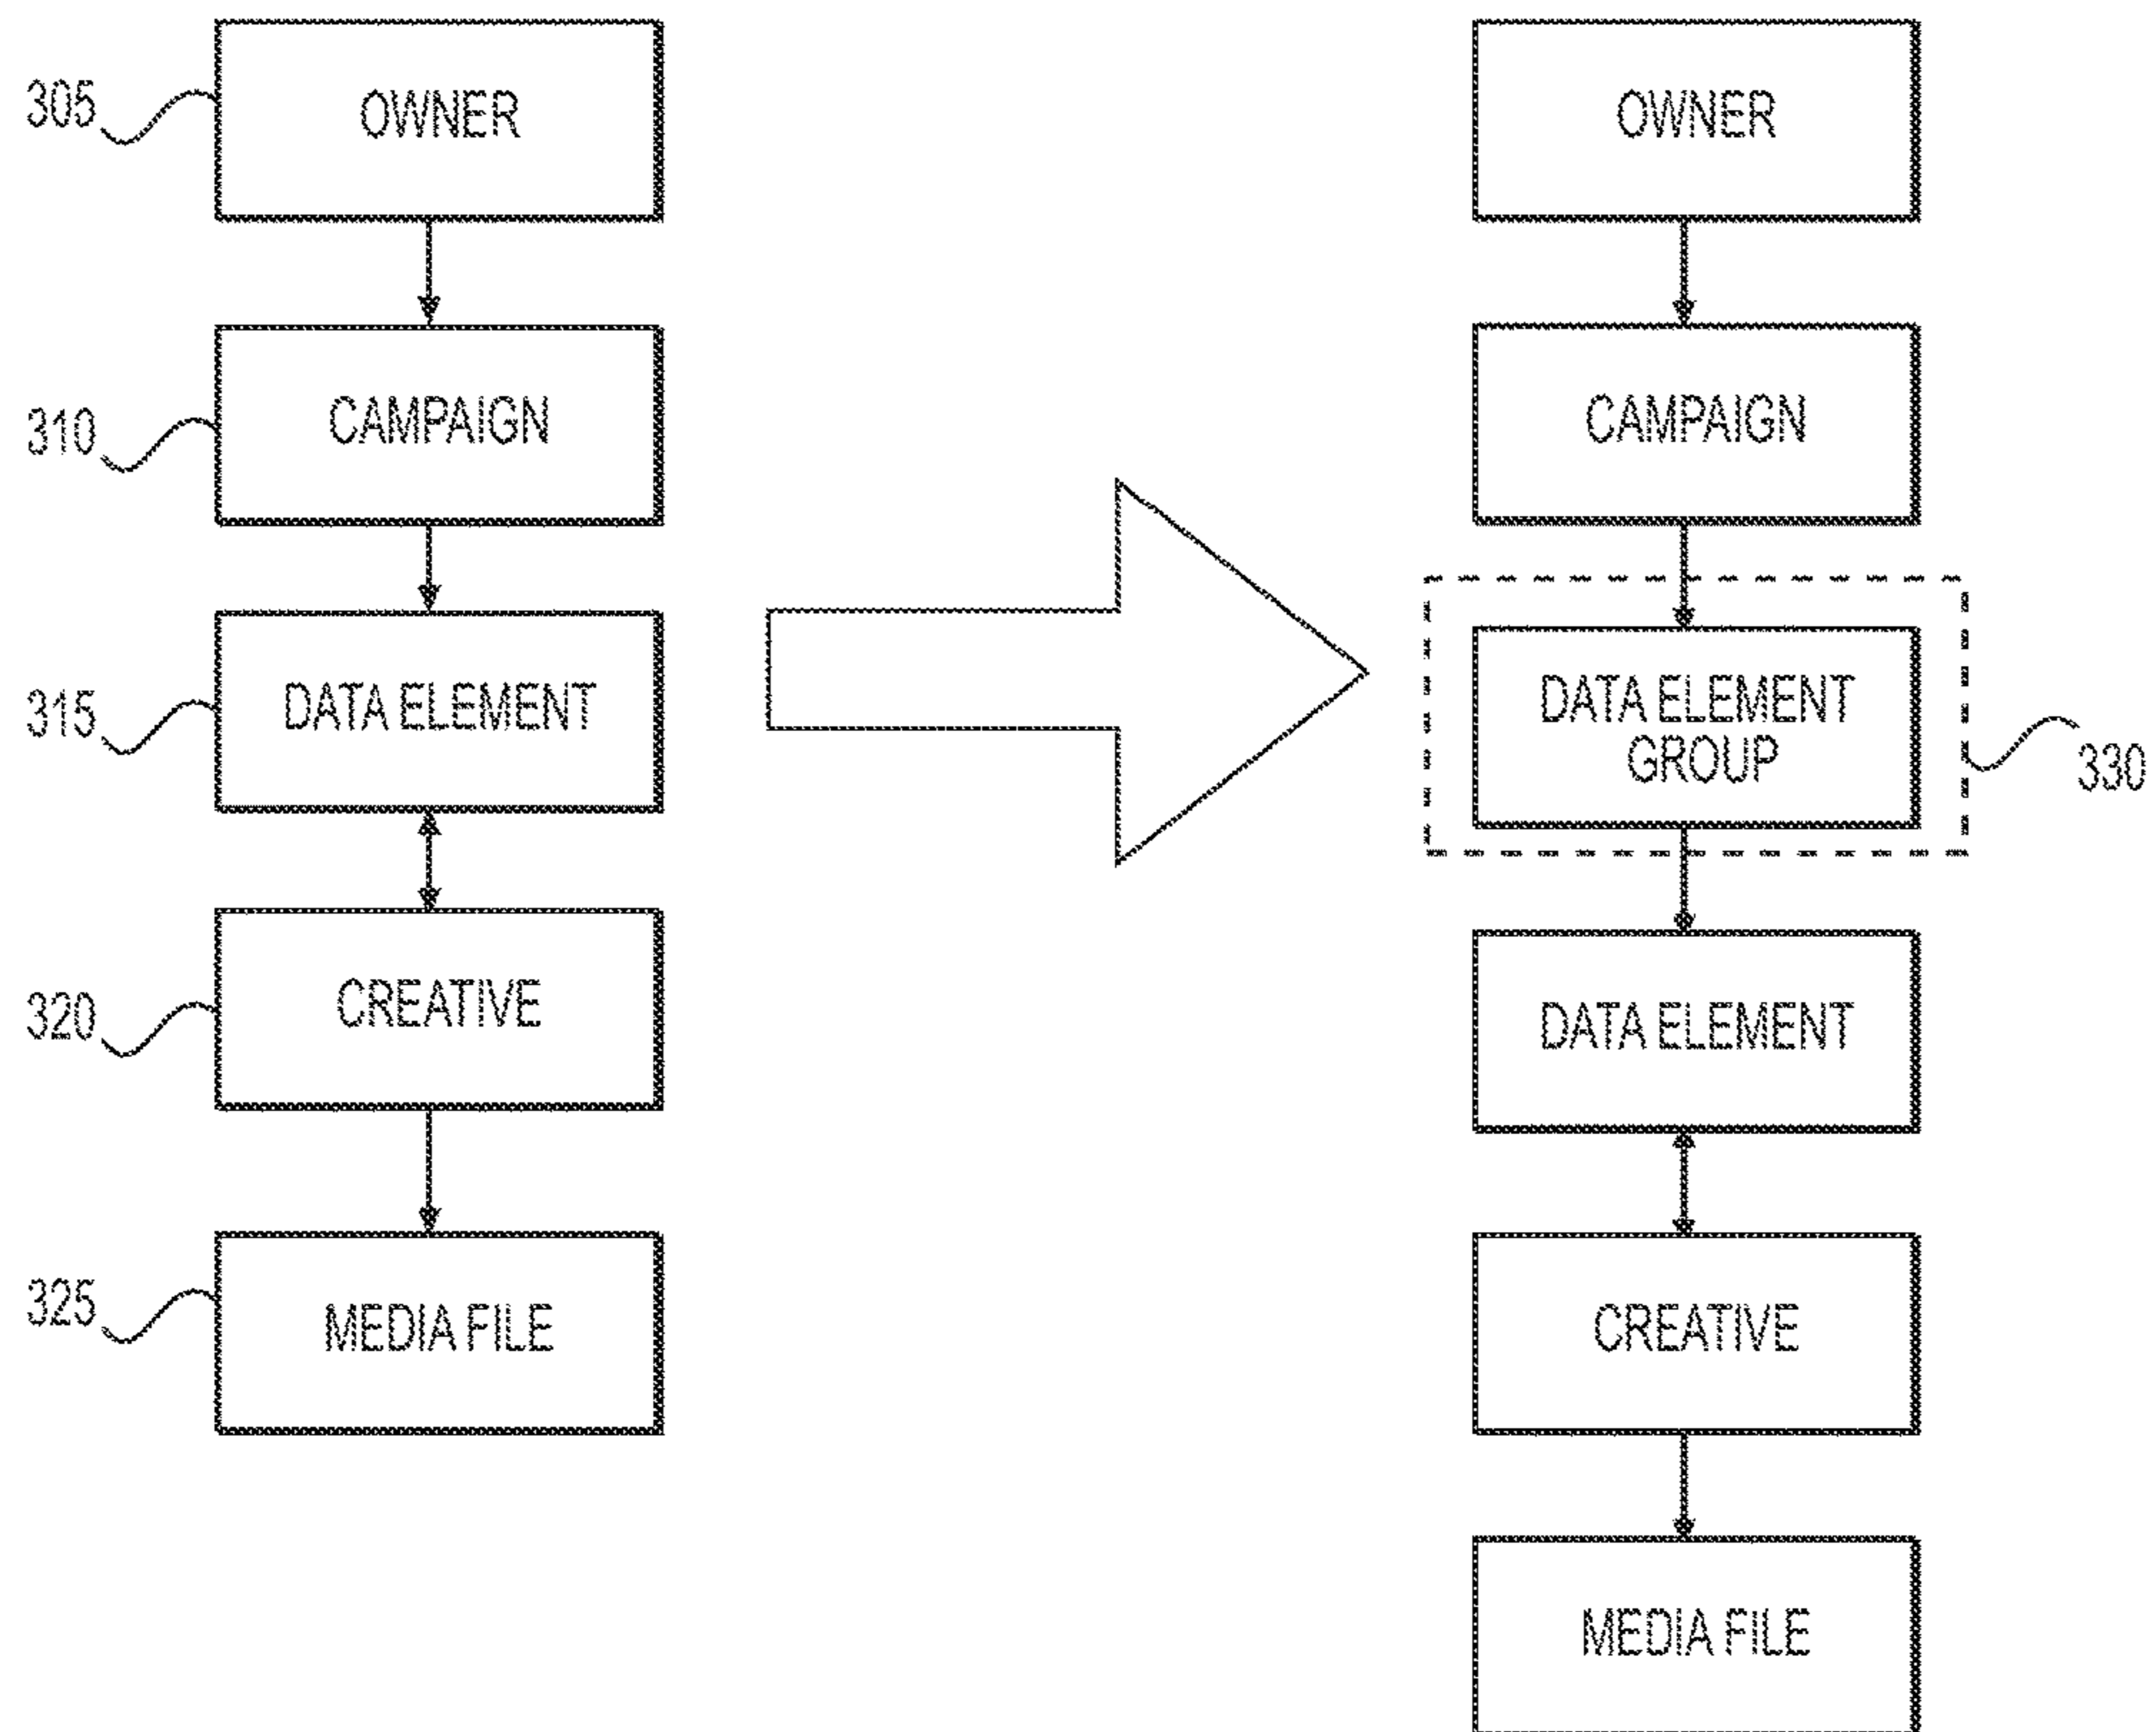 305
OWNER
310
CAMPAIGN
315
DATA ELEMENT
320
CREATIVE
325
MEDIA FILE
OWNER
CAMPAIGN
DATA ELEMENT
GROUP
330
DATA ELEMENT
CREATIVE
MEDIA FILE